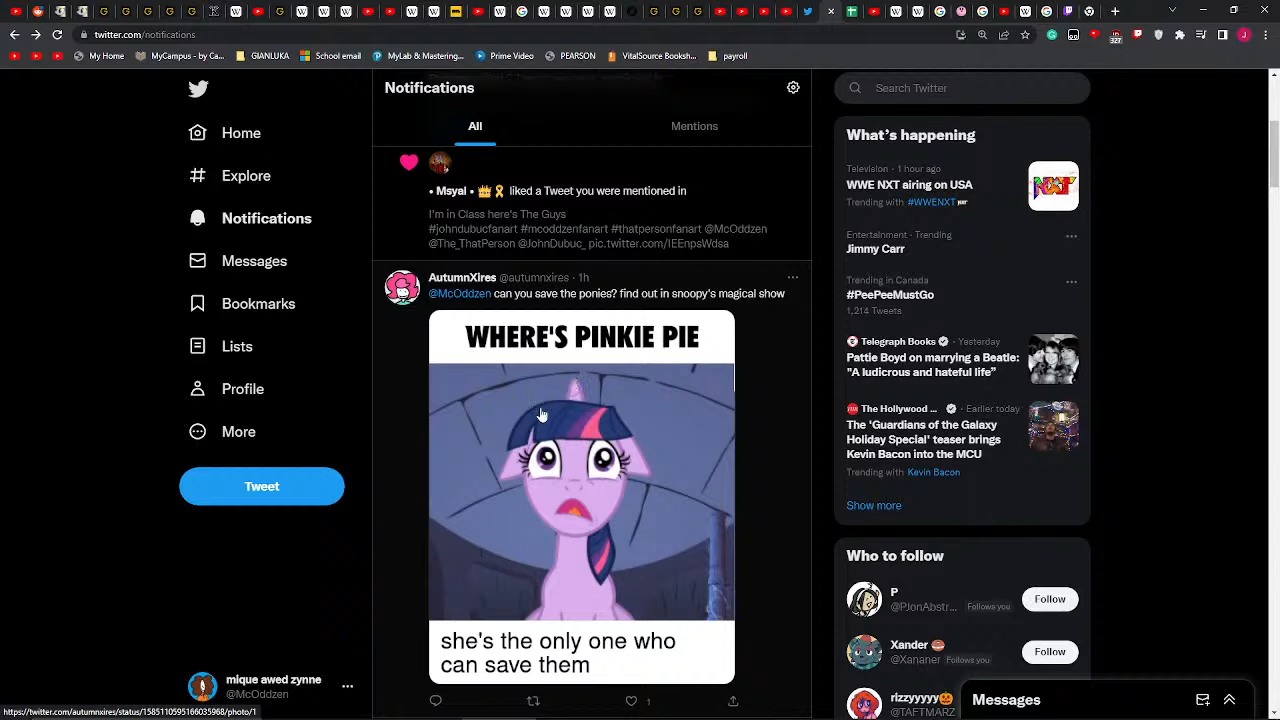 twitter.com/notifications
My Home
MyCampus - by Ga...
GIANLUKA
School email
MyLab & Mastering...
Prime Video
PEARSON
VitalSource Booksh...
payroll
Home
Explore
Notifications
Messages
Bookmarks
Lists
Profile
More
Tweet
mique awed zynne
@McOddzen
Notifications
All
Mentions
• Msyal • 👑🎗 liked a Tweet you were mentioned in
I'm in Class here's The Guys
#johndubucfanart #mcoddzenfanart #thatpersonfanart @McOddzen
@The_ThatPerson @JohnDubuc_ pic.twitter.com/IEEnpsWdsa
AutumnXires @autumnxires · 1h
@McOddzen can you save the ponies? find out in snoopy's magical show
WHERE'S PINKIE PIE
she's the only one who
can save them
1
Search Twitter
What's happening
Television · 1 hour ago
WWE NXT airing on USA
Trending with #WWENXT
NXT
Entertainment · Trending
Jimmy Carr
Trending in Canada
#PeePeeMustGo
1,214 Tweets
Telegraph Books · Yesterday
Pattie Boyd on marrying a Beatle:
"A ludicrous and hateful life"
The Hollywood ... · Earlier today
The 'Guardians of the Galaxy
Holiday Special' teaser brings
Kevin Bacon into the MCU
Trending with Kevin Bacon
Show more
Who to follow
P
@PJonAbstr... Follows you
Follow
Xander
@Xananer Follows you
Follow
rizzyyyyy🎃
@TAFTMARZ
Messages
https://twitter.com/autumnxires/status/1585110595166035968/photo/1